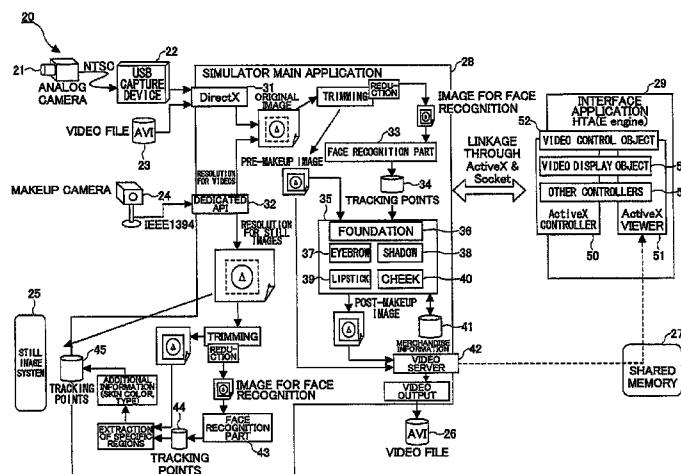 20
21
NTSC
ANALOG
CAMERA
22
USB
CAPTURE
DEVICE
VIDEO FILE
AVI
23
MAKEUP CAMERA
24
IEEE1394
28
SIMULATOR MAIN APPLICATION
31
DirectX
ORIGINAL
IMAGE
TRIMMING
REDUCTION
IMAGE FOR FACE
RECOGNITION
33
FACE RECOGNITION PART
PRE-MAKEUP IMAGE
34
TRACKING POINTS
RESOLUTION
FOR VIDEOS
DEDICATED
API
32
RESOLUTION
FOR STILL
IMAGES
35
FOUNDATION
36
37
EYEBROW
SHADOW
38
39
LIPSTICK
CHEEK
40
POST-MAKEUP
IMAGE
41
MERCHANDISE
INFORMATION
VIDEO
SERVER
42
VIDEO
OUTPUT
AVI
26
VIDEO FILE
LINKAGE
THROUGH
ActiveX
&
Socket
29
INTERFACE
APPLICATION
HTA(E engine)
52
VIDEO CONTROL OBJECT
VIDEO DISPLAY OBJECT
5
OTHER CONTROLLERS
5
ActiveX
CONTROLLER
ActiveX
VIEWER
50
51
27
SHARED
MEMORY
25
STILL IMAGE
SYSTEM
45
TRACKING
POINTS
ADDITIONAL
INFORMATION
(SKIN COLOR,
TYPE)
EXTRACTION
OF SPECIFIC
REGIONS
TRIMMING
REDUCTION
IMAGE FOR FACE
RECOGNITION
44
TRACKING
POINTS
FACE
RECOGNITION
PART
43